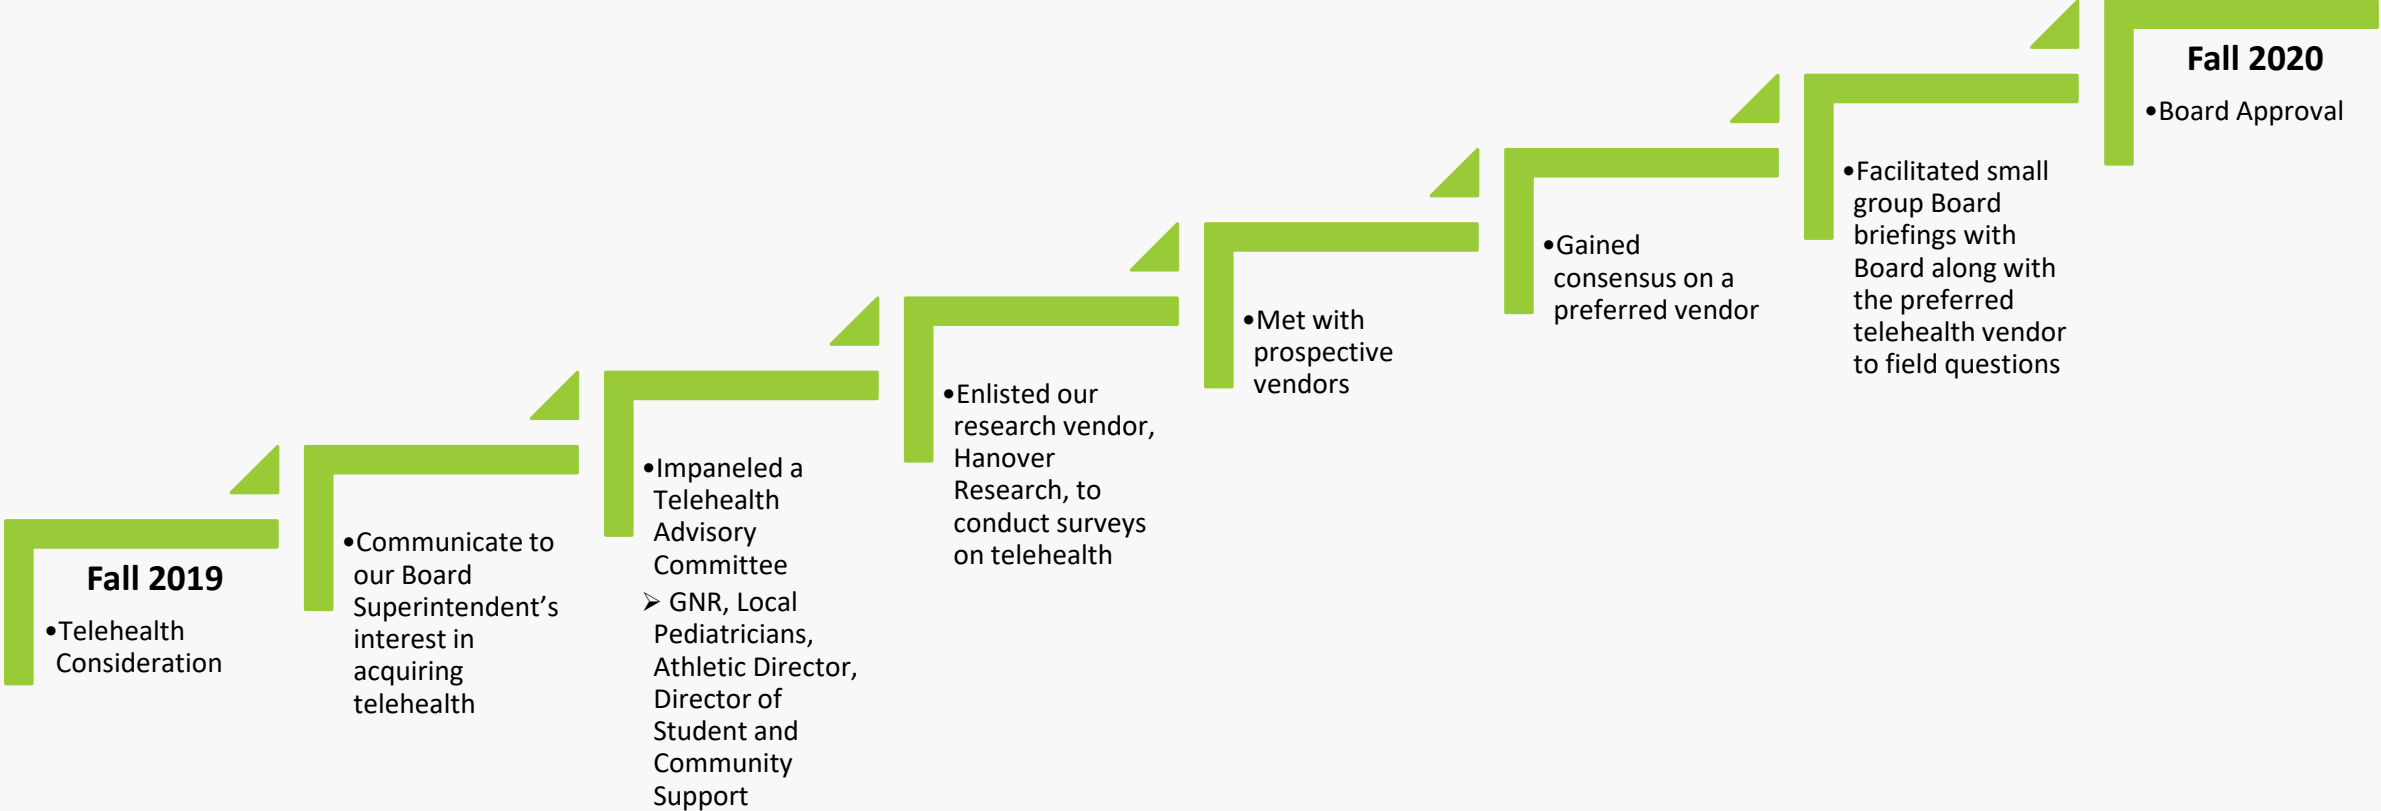 Fall 2019
•Telehealth
Consideration
•Communicate to
our Board
Superintendent’s
interest in
acquiring
telehealth
•Impaneled a
Telehealth
Advisory
Committee
➢ GNR, Local
Pediatricians,
Athletic Director,
Director of
Student and
Community
Support
•Enlisted our
research vendor,
Hanover
Research, to
conduct surveys
on telehealth
•Met with
prospective
vendors
•Gained
consensus on a
preferred vendor
•Facilitated small
group Board
briefings with
Board along with
the preferred
telehealth vendor
to field questions
Fall 2020
•Board Approval